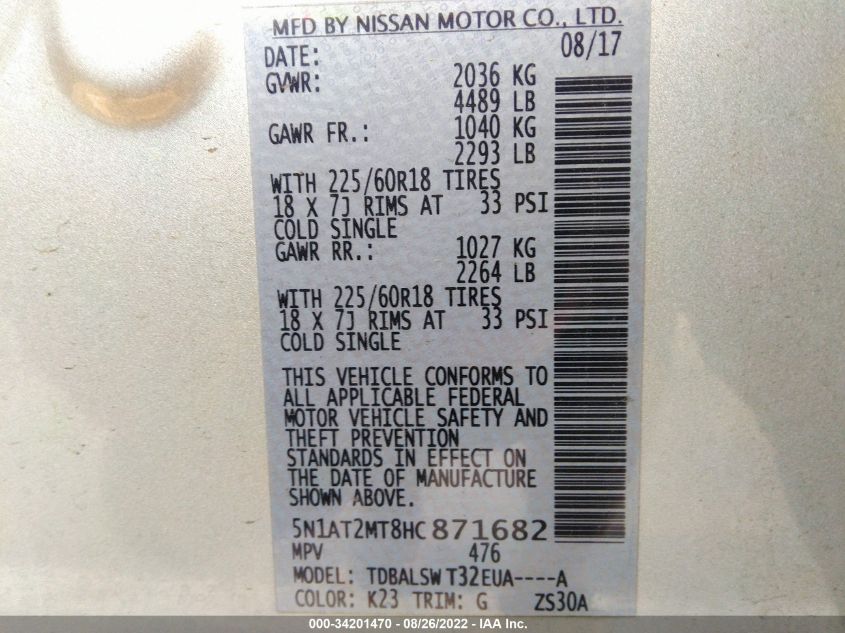 MFD BY NISSAN MOTOR CO., LTD.
DATE: 08/17
GVWR: 2036 KG
4489 LB
GAWR FR.: 1040 KG
2293 LB
WITH 225/60R18 TIRES
18 X 7J RIMS AT 33 PSI
COLD SINGLE
GAWR RR.: 1027 KG
2264 LB
WITH 225/60R18 TIRES
18 X 7J RIMS AT 33 PSI
COLD SINGLE
THIS VEHICLE CONFORMS TO
ALL APPLICABLE FEDERAL
MOTOR VEHICLE SAFETY AND
THEFT PREVENTION
STANDARDS IN EFFECT ON
THE DATE OF MANUFACTURE
SHOWN ABOVE.
5N1AT2MT8HC871682
MPV 476
MODEL: TDBALSW T32EUA----A
COLOR: K23 TRIM: G ZS30A
000-34201470 - 08/26/2022 - IAA Inc.